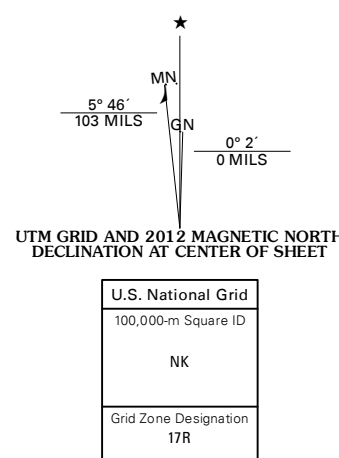 ★
MN
5° 46´
103 MILS
GN
0° 2´
0 MILS
UTM GRID AND 2012 MAGNETIC NORTH
DECLINATION AT CENTER OF SHEET
U.S. National Grid
100,000-m Square ID
NK
Grid Zone Designation
17R